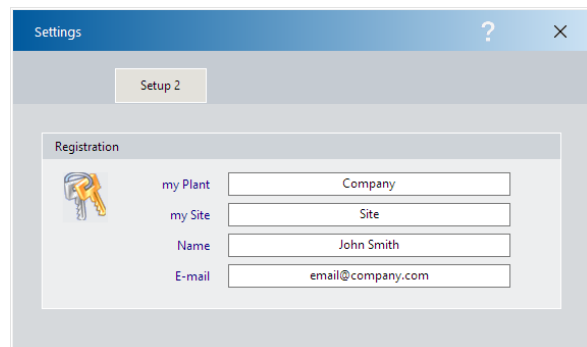 Settings ?
Setup 2
Registration
my Plant Company
my Site Site
Name John Smith
E-mail email@company.com